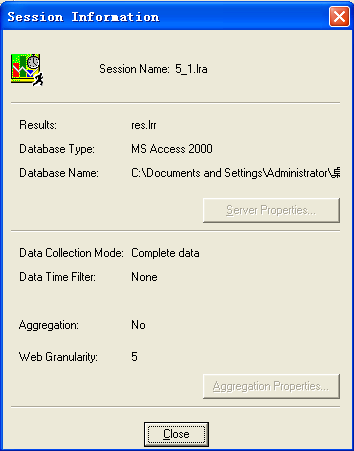 Session Information
Session Name: 5_1.lra
Results: res.lrr
Database Type: MS Access 2000
Database Name: C:\Documents and Settings\Administrator\桌
Server Properties...
Data Collection Mode: Complete data
Data Time Filter: None
Aggregation: No
Web Granularity: 5
Aggregation Properties...
Close